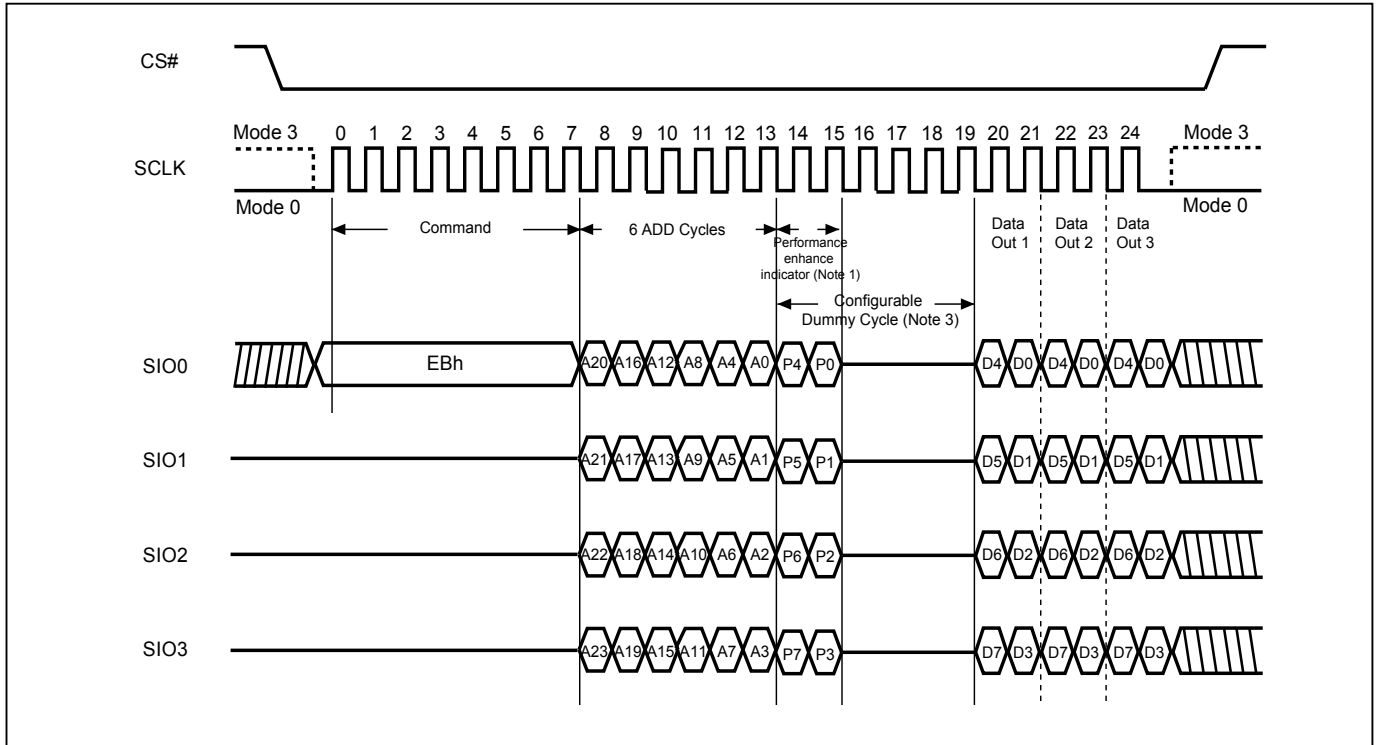 CS#
Mode 3 0 1 2 3 4 5 6 7 8 9 10 11 12 13 14 15 16 17 18 19 20 21 22 23 24 Mode 3
SCLK
Mode 0 Mode 0
Command 6 ADD Cycles Data Out 1 Data Out 2 Data Out 3
Performance
enhance
indicator (Note 1)
Configurable
Dummy Cycle (Note 3)
SIO0 EBh A20 A16 A12 A8 A4 A0 P4 P0 D4 D0 D4 D0 D4 D0
SIO1 A21 A17 A13 A9 A5 A1 P5 P1 D5 D1 D5 D1 D5 D1
SIO2 A22 A18 A14 A10 A6 A2 P6 P2 D6 D2 D6 D2 D6 D2
SIO3 A23 A19 A15 A11 A7 A3 P7 P3 D7 D3 D7 D3 D7 D3